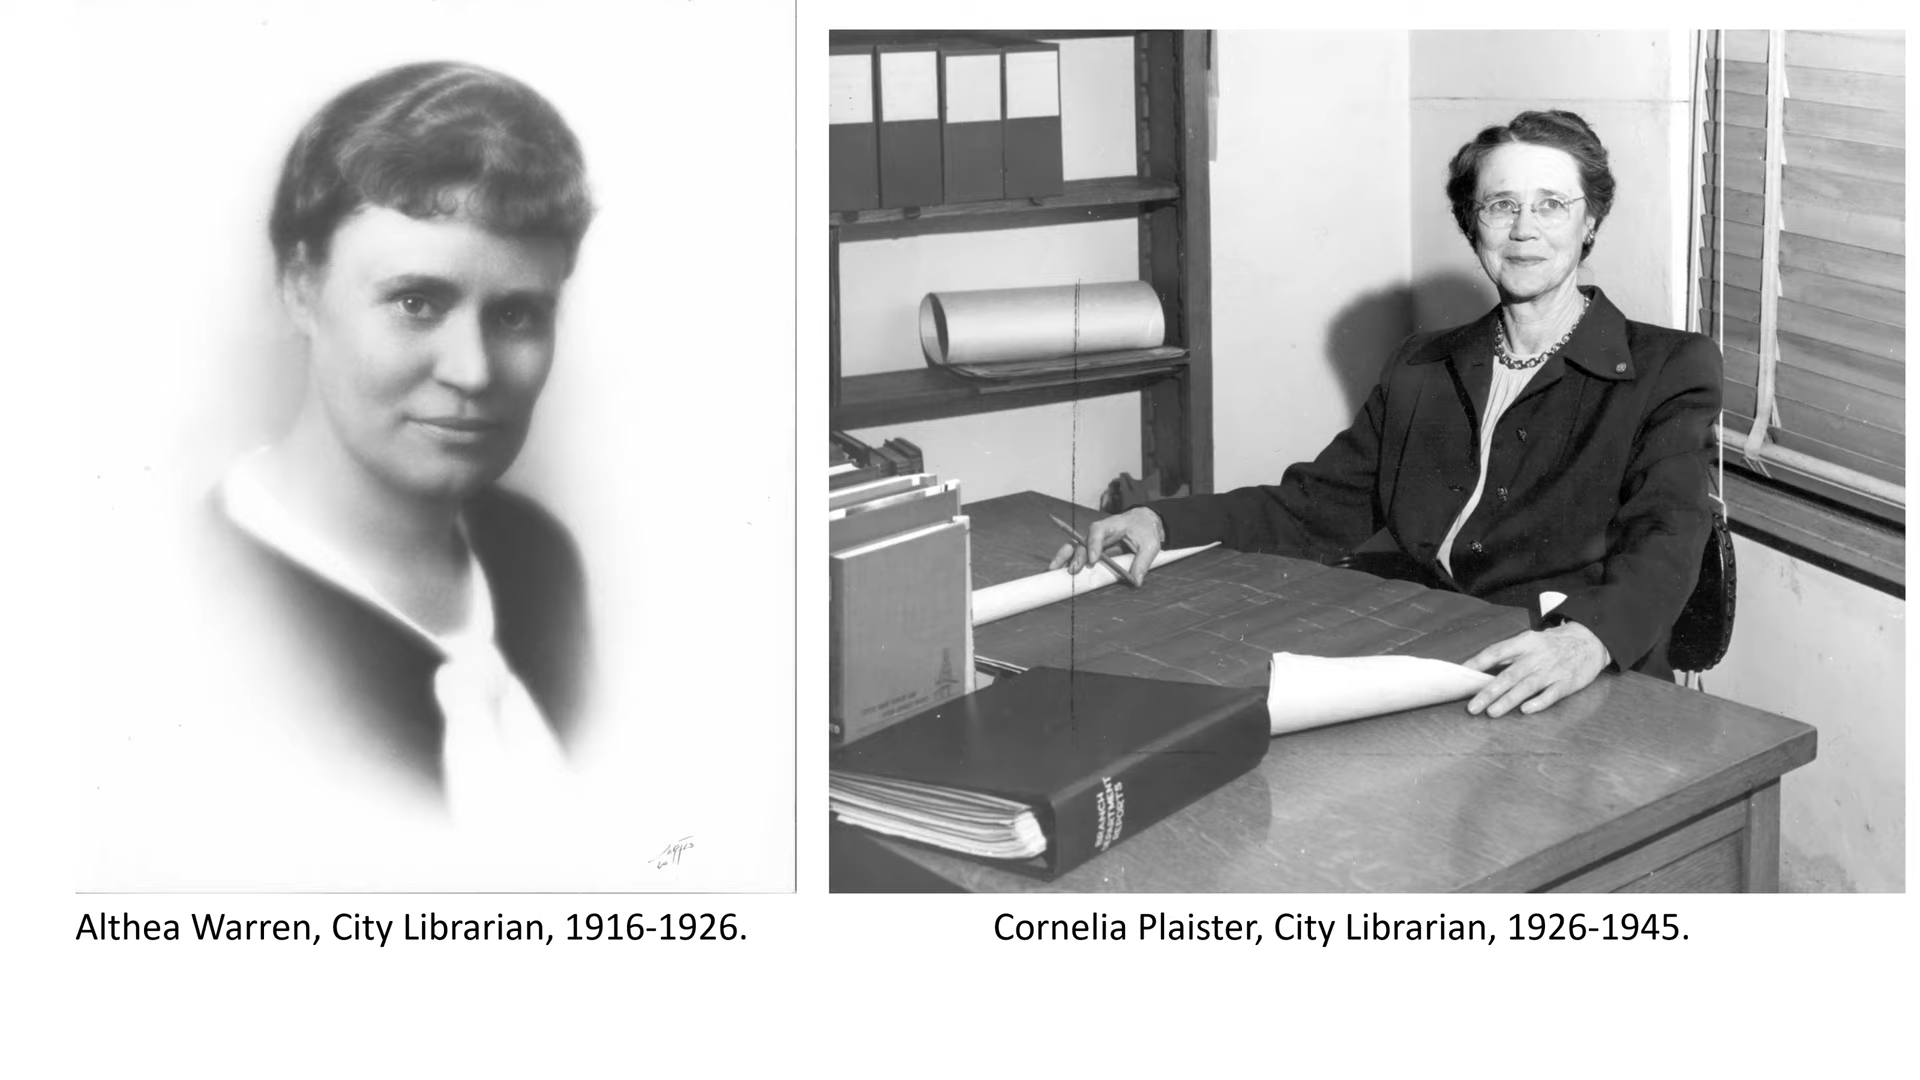 BRANCH
DEPARTMENT
REPORTS
Althea Warren, City Librarian, 1916-1926.
Cornelia Plaister, City Librarian, 1926-1945.